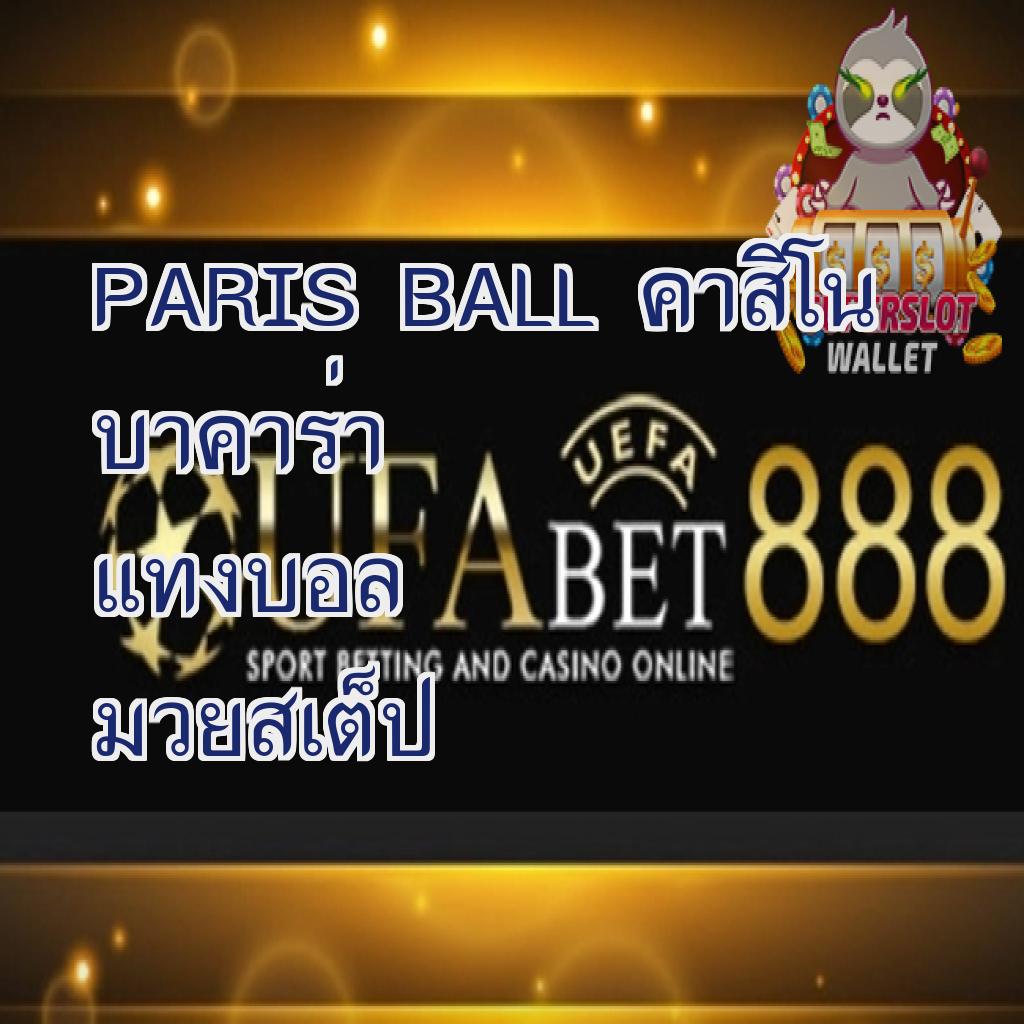 PARIS BALL คาสิโน
SUPERSLOT
WALLET
บาคาร่า
UEFA
UFABET888
แทงบอล
SPORT BETTING AND CASINO ONLINE
มวยสเต็ป